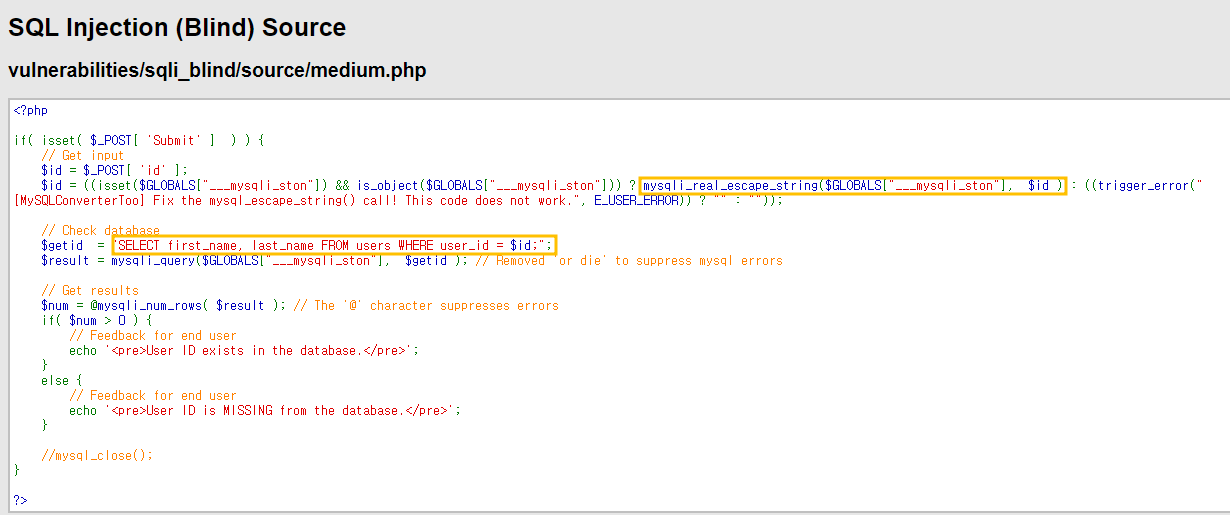 SQL Injection (Blind) Source
vulnerabilities/sqli_blind/source/medium.php
<?php
if( isset( $_POST[ 'Submit' ]  ) ) {
    // Get input
    $id = $_POST[ 'id' ];
    $id = ((isset($GLOBALS["___mysqli_ston"]) && is_object($GLOBALS["___mysqli_ston"])) ? mysqli_real_escape_string($GLOBALS["___mysqli_ston"],  $id ) : ((trigger_error("
[MySQLConverterToo] Fix the mysql_escape_string() call! This code does not work.", E_USER_ERROR)) ? "" : ""));
    // Check database
    $getid  = "SELECT first_name, last_name FROM users WHERE user_id = $id;";
    $result = mysqli_query($GLOBALS["___mysqli_ston"],  $getid ); // Removed 'or die' to suppress mysql errors
    // Get results
    $num = @mysqli_num_rows( $result ); // The '@' character suppresses errors
    if( $num > 0 ) {
        // Feedback for end user
        echo '<pre>User ID exists in the database.</pre>';
    }
    else {
        // Feedback for end user
        echo '<pre>User ID is MISSING from the database.</pre>';
    }
    //mysql_close();
}
?>